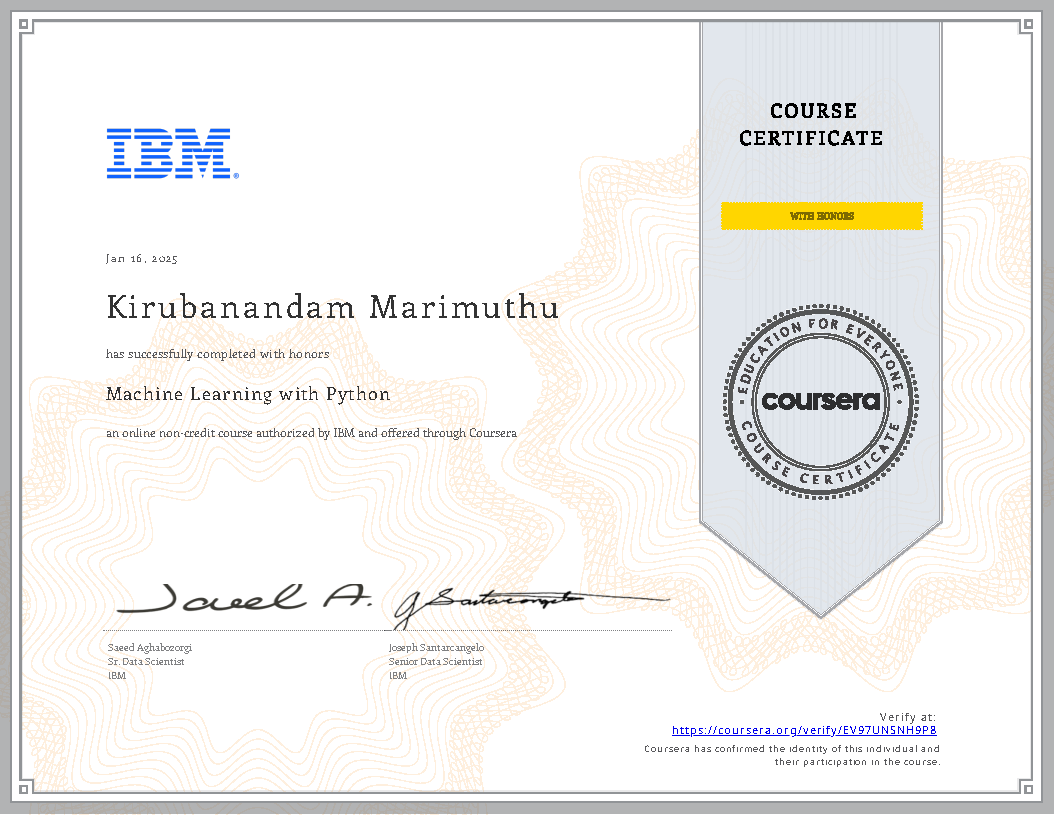 IBM®
COURSE
CERTIFICATE
WITH HONORS
Jan 16, 2025
Kirubanandam Marimuthu
has successfully completed with honors
Machine Learning with Python
an online non-credit course authorized by IBM and offered through Coursera
EDUCATION FOR EVERYONE
coursera
COURSE CERTIFICATE
Saeed Aghabozorgi
Sr. Data Scientist
IBM
Joseph Santarcangelo
Senior Data Scientist
IBM
Verify at:
https://coursera.org/verify/EV97UNSNH9P8
Coursera has confirmed the identity of this individual and
their participation in the course.